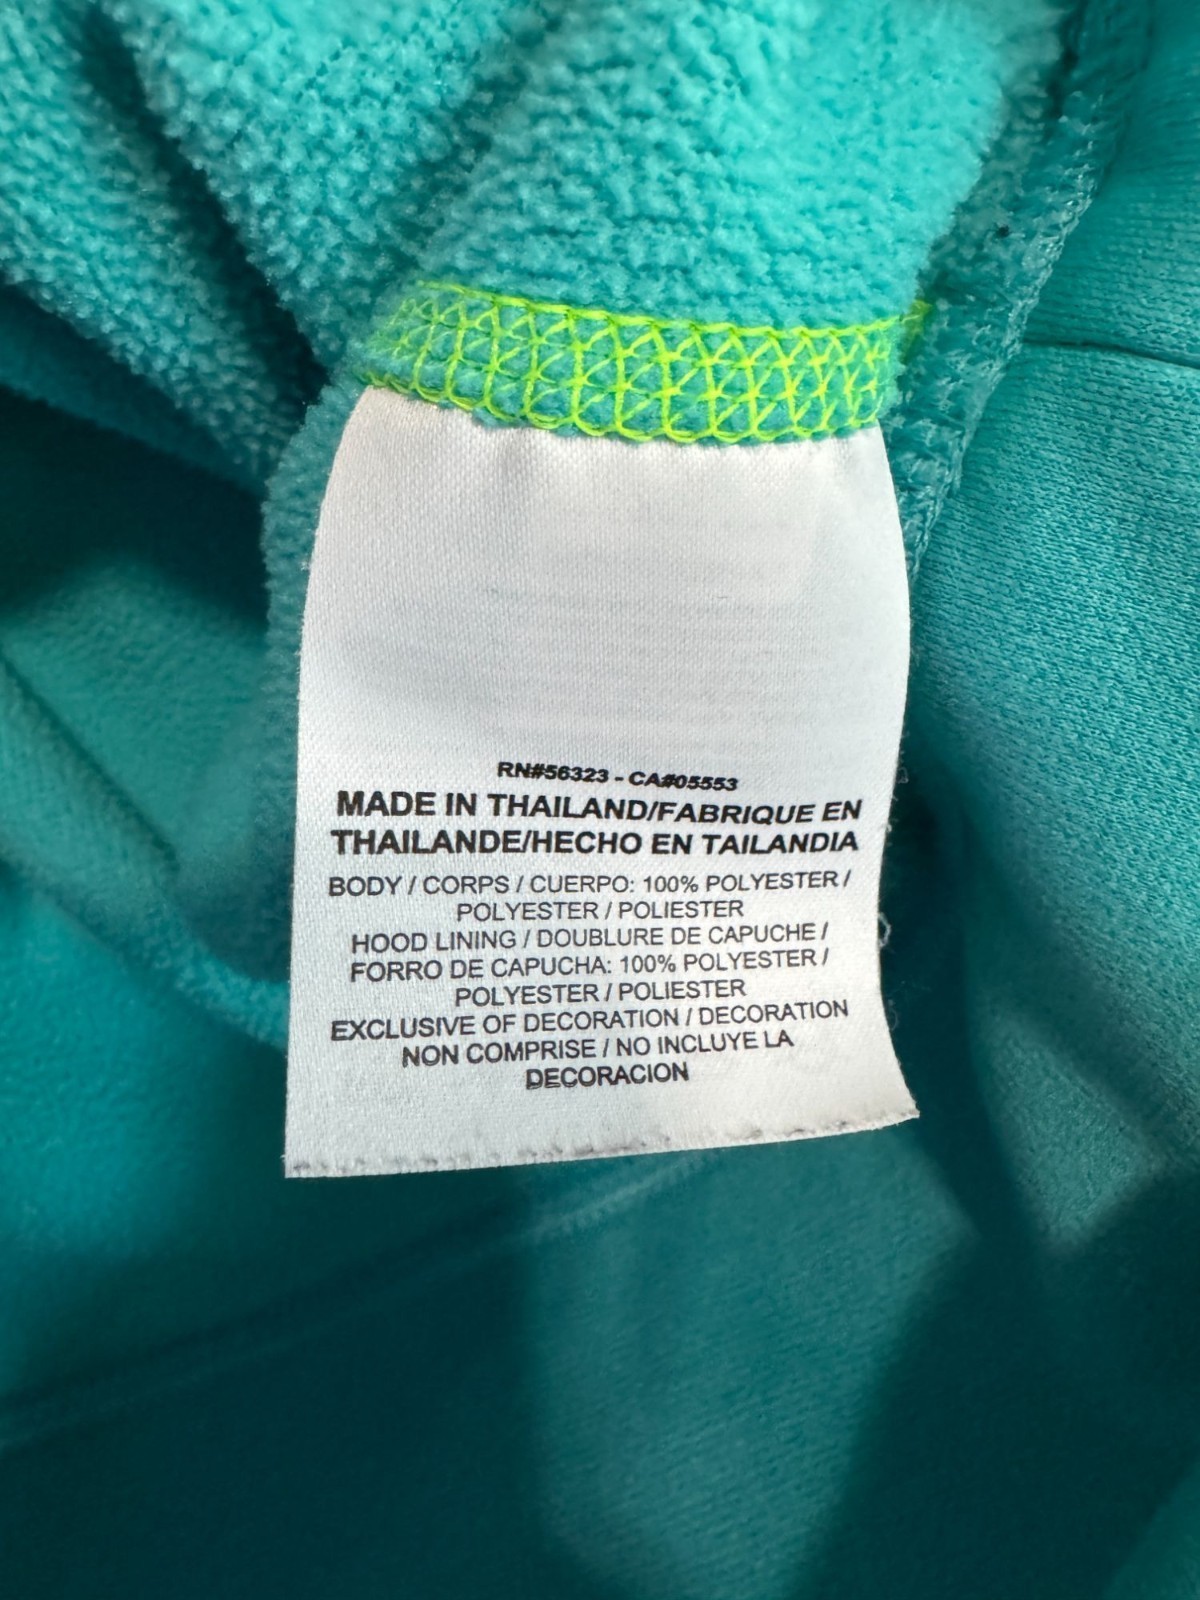 RN#56323 - CA#05553
MADE IN THAILAND/FABRIQUE EN
THAILANDE/HECHO EN TAILANDIA
BODY / CORPS / CUERPO: 100% POLYESTER /
POLYESTER / POLIESTER
HOOD LINING / DOUBLURE DE CAPUCHE /
FORRO DE CAPUCHA: 100% POLYESTER /
POLYESTER / POLIESTER
EXCLUSIVE OF DECORATION / DECORATION
NON COMPRISE / NO INCLUYE LA
DECORACION